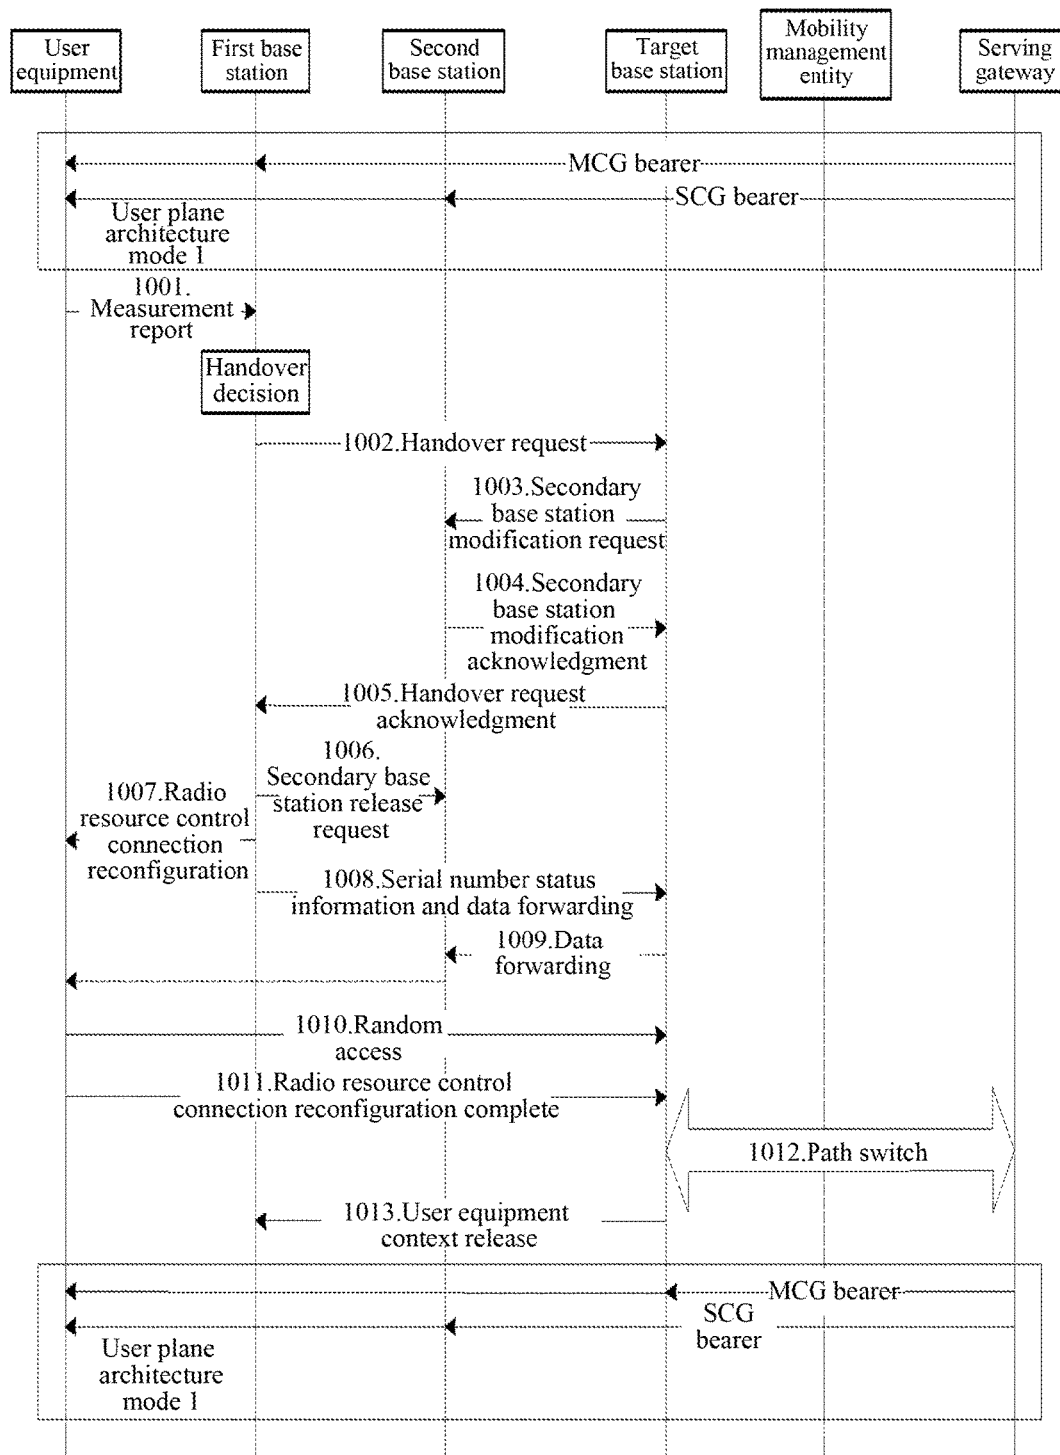 User
equipment
First base
station
Second
base station
Target
base station
Mobility
management
entity
Serving
gateway
MCG bearer
SCG bearer
User plane
architecture
mode 1
1001.
Measurement
report
Handover
decision
1002.Handover request
1003.Secondary
base station
modification request
1004.Secondary
base station
modification
acknowledgment
1005.Handover request
acknowledgment
1006.
Secondary base
station release
request
1007.Radio
resource control
connection
reconfiguration
1008.Serial number status
information and data forwarding
1009.Data
forwarding
1010.Random
access
1011.Radio resource control
connection reconfiguration complete
1012.Path switch
1013.User equipment
context release
MCG bearer
SCG
bearer
User plane
architecture
mode 1